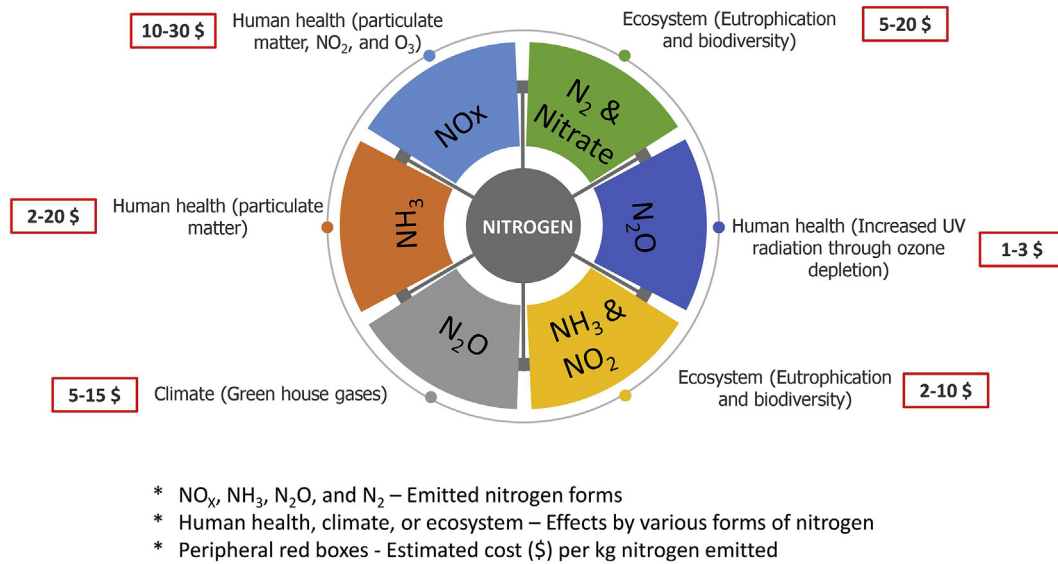 10-30 $
Human health (particulate
matter, NO₂, and O₃)
Ecosystem (Eutrophication
and biodiversity)
5-20 $
NOx
N₂ &
Nitrate
2-20 $
Human health (particulate
matter)
NH₃
NITROGEN
N₂O
Human health (Increased UV
radiation through ozone
depletion)
1-3 $
5-15 $
Climate (Green house gases)
N₂O
NH₃ &
NO₂
Ecosystem (Eutrophication
and biodiversity)
2-10 $
* NOₓ, NH₃, N₂O, and N₂ – Emitted nitrogen forms
* Human health, climate, or ecosystem – Effects by various forms of nitrogen
* Peripheral red boxes - Estimated cost ($) per kg nitrogen emitted